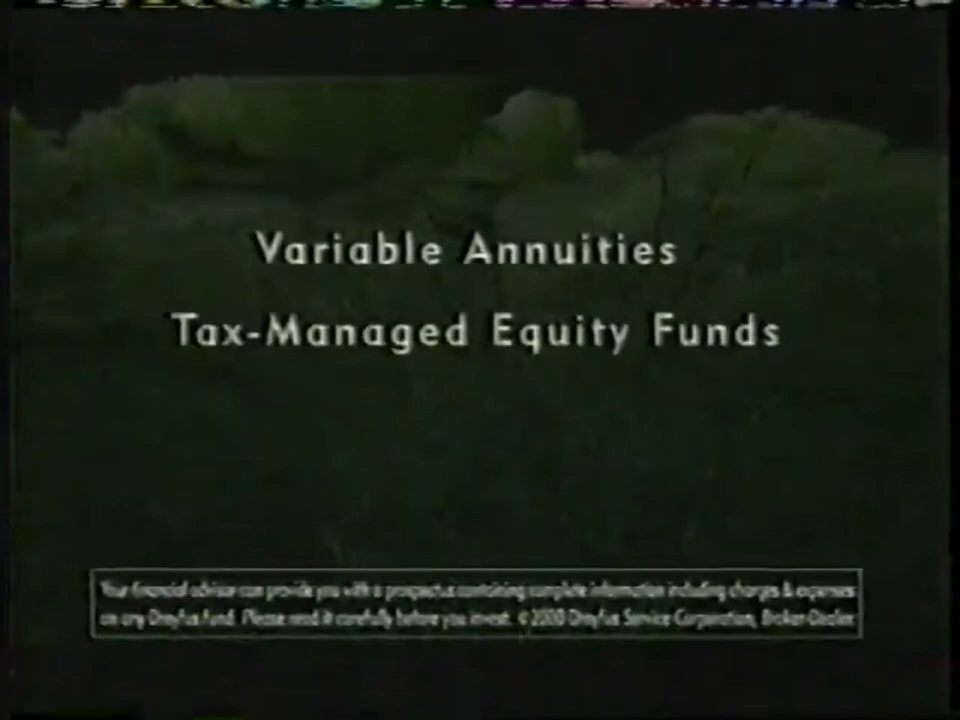 Variable Annuities
Tax-Managed Equity Funds
Your financial advisor can provide you with a prospectus containing complete information including charges & expenses
on any Dreyfus fund. Please read it carefully before you invest. ©2000 Dreyfus Service Corporation, Broker-Dealer.